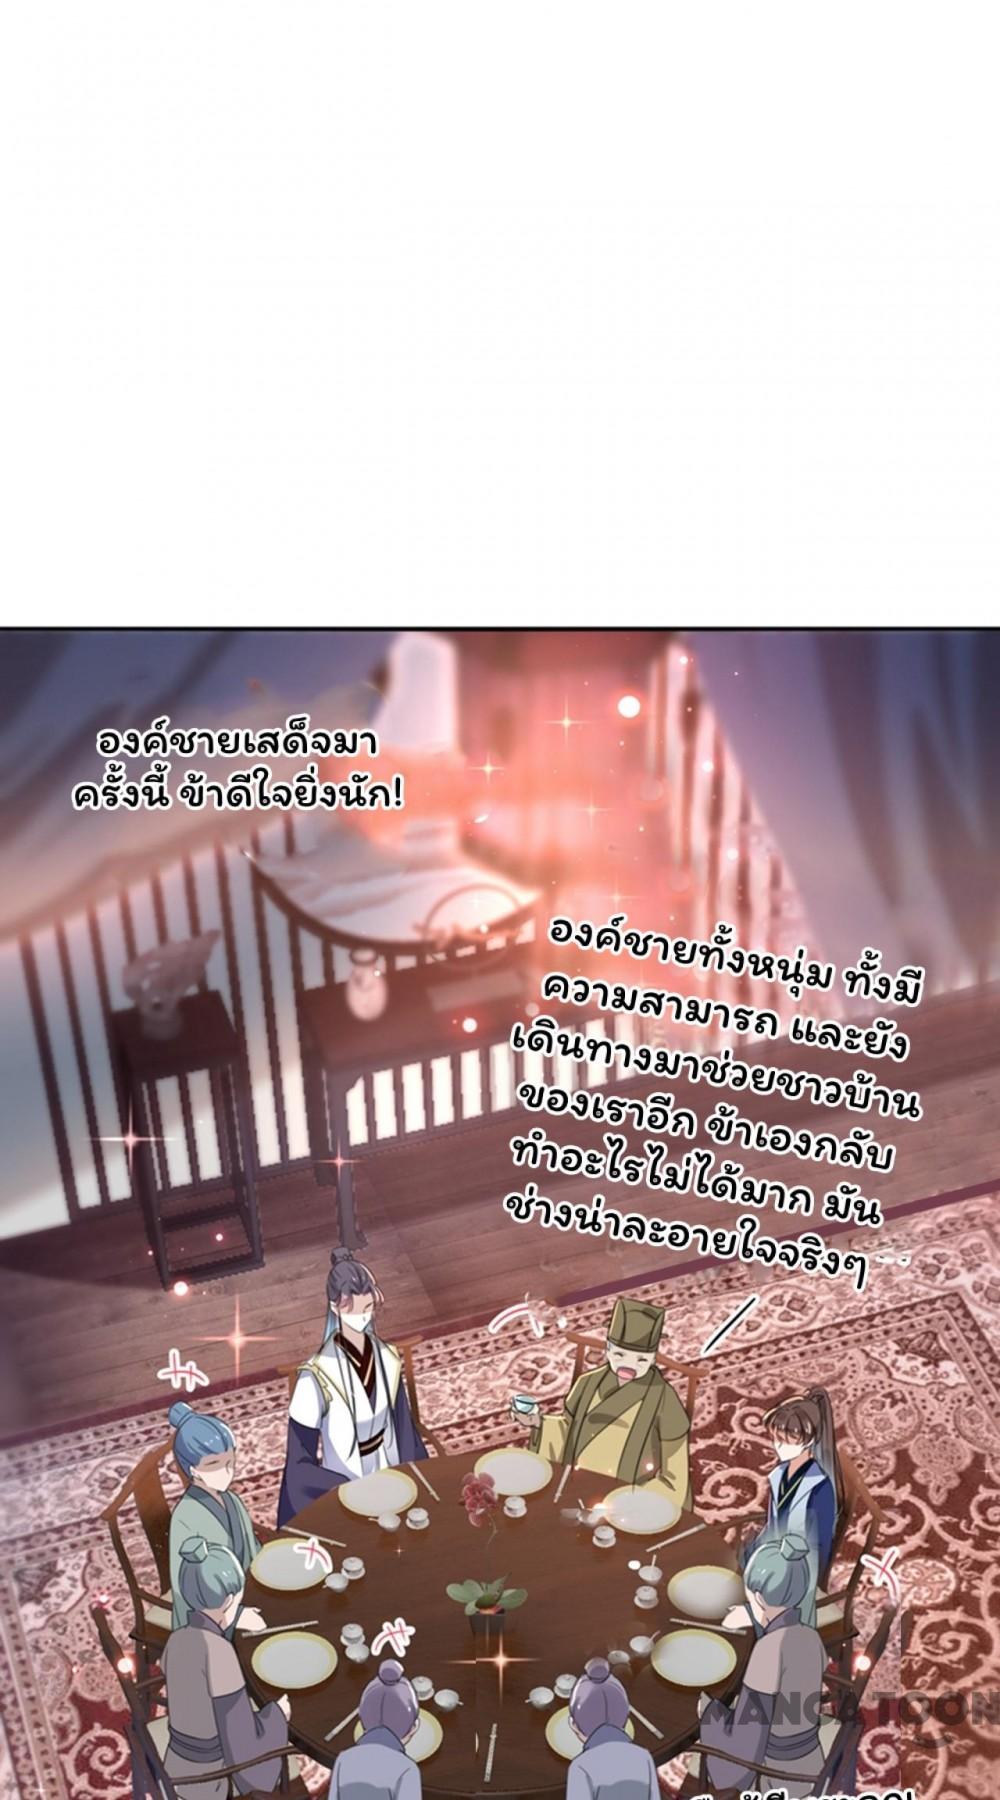 องค์ชายเสด็จมา
ครั้งนี้ ข้าดีใจยิ่งนัก!
องค์ชายทั้งหนุ่ม ทั้งมี
ความสามารถ และยัง
เดินทางมาช่วยชาวบ้าน
ของเราอีก ข้าเองกลับ
ทำอะไรไม่ได้มาก มัน
ช่างน่าละอายใจจริงๆ
MANGA TOON